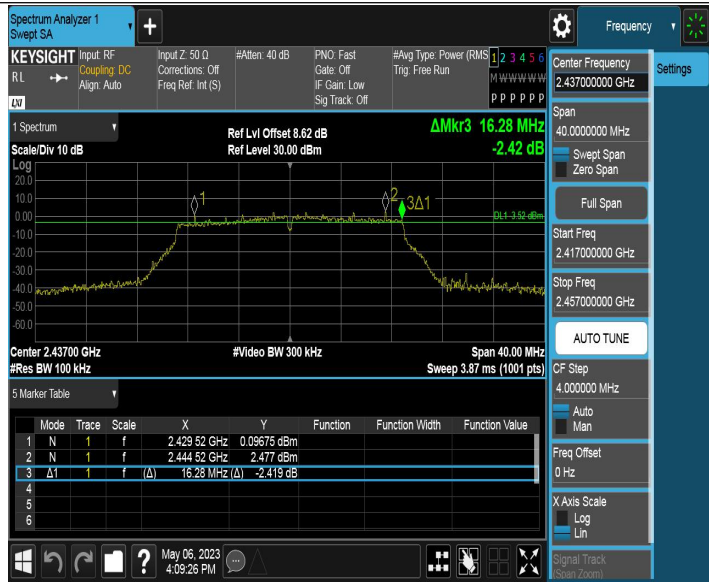 Spectrum Analyzer 1
Swept SA
Frequency
KEYSIGHT
RL
LXI
Input: RF
Coupling: DC
Align: Auto
Input Z: 50 Ω
Corrections: Off
Freq Ref: Int (S)
#Atten: 40 dB
PNO: Fast
Gate: Off
IF Gain: Low
Sig Track: Off
#Avg Type: Power (RMS
Trig: Free Run
1 2 3 4 5 6
M W W W W W
P P P P P P
1 Spectrum
Scale/Div 10 dB
Ref Lvl Offset 8.62 dB
Ref Level 30.00 dBm
ΔMkr3 16.28 MHz
-2.42 dB
Log
20.0
10.0
0.00
-10.0
-20.0
-30.0
-40.0
-50.0
-60.0
1
2
3Δ1
DL1 3.52 dBm
Center 2.43700 GHz
#Video BW 300 kHz
Span 40.00 MHz
#Res BW 100 kHz
Sweep 3.87 ms (1001 pts)
5 Marker Table
Mode Trace Scale X Y Function Function Width Function Value
1 N 1 f 2.429 52 GHz 0.09675 dBm
2 N 1 f 2.444 52 GHz 2.477 dBm
3 Δ1 1 f (Δ) 16.28 MHz (Δ) -2.419 dB
4
5
6
May 06, 2023
4:09:26 PM
Settings
Center Frequency
2.437000000 GHz
Span
40.0000000 MHz
Swept Span
Zero Span
Full Span
Start Freq
2.417000000 GHz
Stop Freq
2.457000000 GHz
AUTO TUNE
CF Step
4.000000 MHz
Auto
Man
Freq Offset
0 Hz
X Axis Scale
Log
Lin
Signal Track
(Span Zoom)